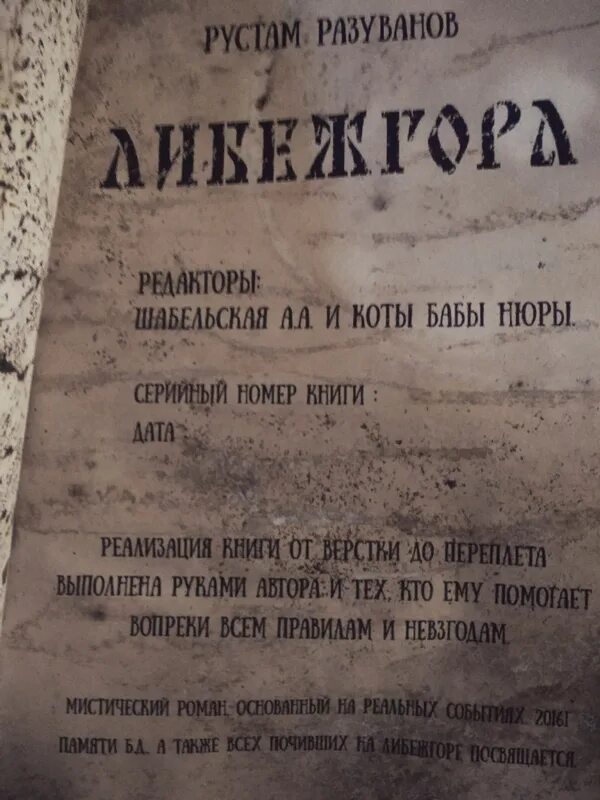 РУСТАМ РАЗУВАНОВ
ЛИБЕЖГОРА
РЕДАКТОРЫ:
ШАБЕЛЬСКАЯ А.А. И КОТЫ БАБЫ НЮРЫ.
СЕРИЙНЫЙ НОМЕР КНИГИ :
ДАТА
РЕАЛИЗАЦИЯ КНИГИ ОТ ВЕРСТКИ ДО ПЕРЕПЛЕТА
ВЫПОЛНЕНА РУКАМИ АВТОРА И ТЕХ, КТО ЕМУ ПОМОГАЕТ
ВОПРЕКИ ВСЕМ ПРАВИЛАМ И НЕВЗГОДАМ.
МИСТИЧЕСКИЙ РОМАН, ОСНОВАННЫЙ НА РЕАЛЬНЫХ СОБЫТИЯХ. 2016Г
ПАМЯТИ Б.Д., А ТАКЖЕ ВСЕХ ПОЧИВШИХ НА ЛИБЕЖГОРЕ ПОСВЯЩАЕТСЯ.